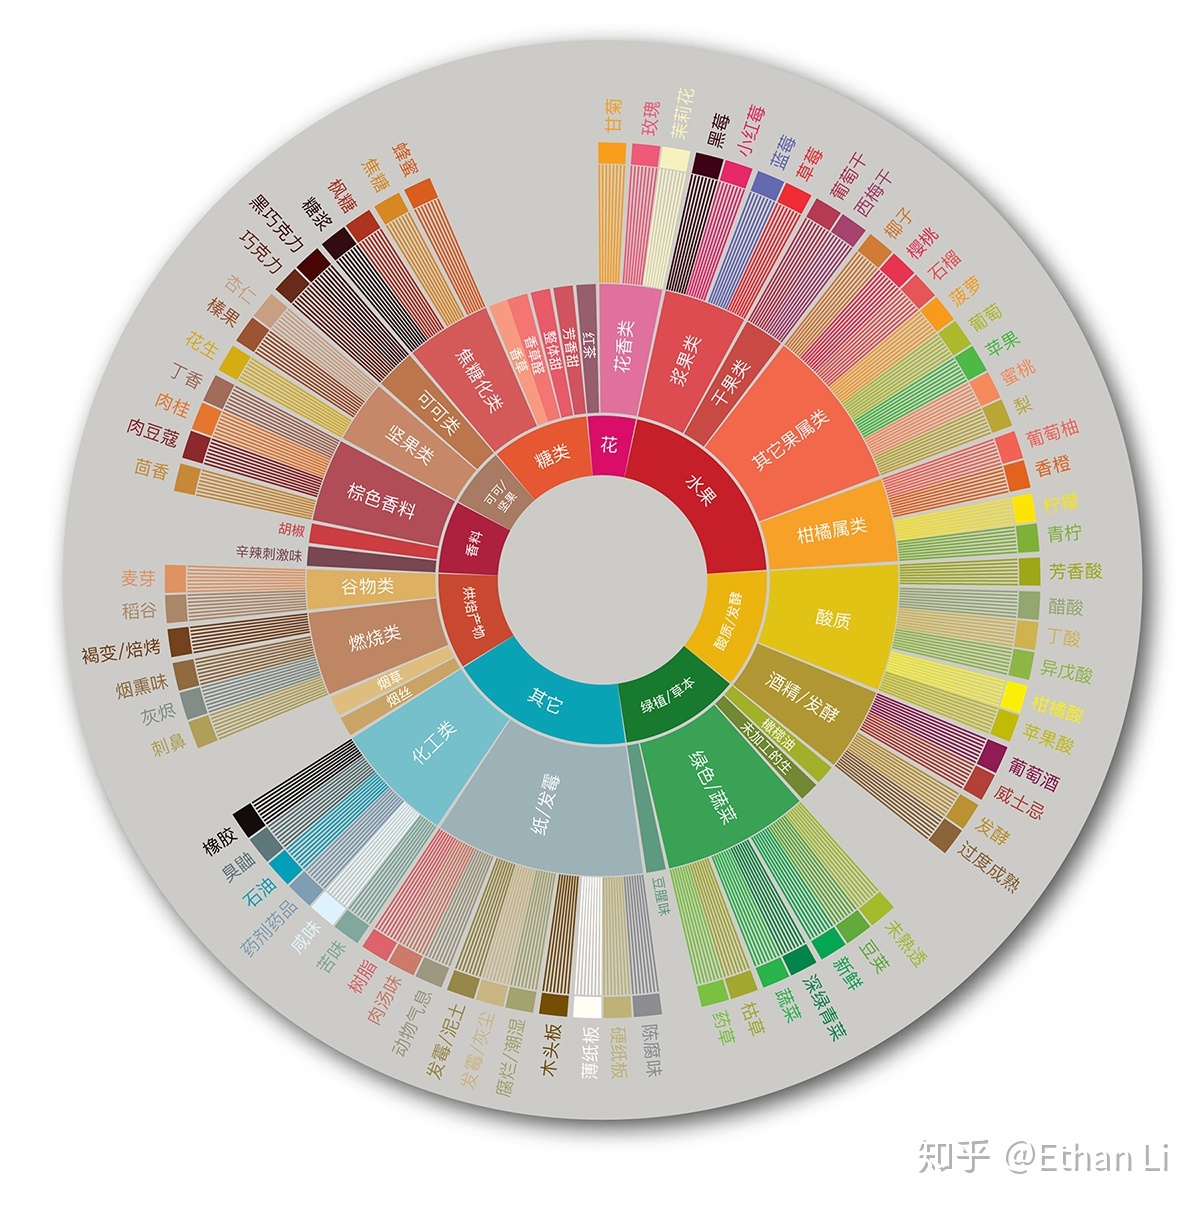 花
水果
酸质/发酵
绿植/草本
其它
烘焙产物
香料
可可/
坚果
糖类
红茶
花香类
浆果类
干果类
其它果属类
柑橘属类
酸质
酒精/发酵
橄榄油
未加工的生
绿色/蔬菜
豆腥味
纸/发霉
化工类
烟丝
烟草
燃烧类
谷物类
辛辣刺激味
胡椒
棕色香料
坚果类
可可类
焦糖化类
香草
香草醛
整体甜
芳香甜
甘菊
玫瑰
茉莉花
黑莓
小红莓
蓝莓
草莓
葡萄干
西梅干
椰子
樱桃
石榴
菠萝
葡萄
苹果
蜜桃
梨
葡萄柚
香橙
柠檬
青柠
芳香酸
醋酸
丁酸
异戊酸
柑橘酸
苹果酸
葡萄酒
威士忌
发酵
过度成熟
未熟透
豆荚
新鲜
深绿青菜
蔬菜
枯草
药草
陈腐味
硬纸板
薄纸板
木头板
腐烂/潮湿
发霉/灰尘
发霉/泥土
动物气息
肉汤味
树脂
苦味
咸味
药剂药品
石油
臭鼬
橡胶
刺鼻
灰烬
烟熏味
褐变/焙烤
稻谷
麦芽
茴香
肉豆蔻
肉桂
丁香
花生
榛果
杏仁
巧克力
黑巧克力
糖浆
枫糖
焦糖
蜂蜜
知乎 @Ethan Li